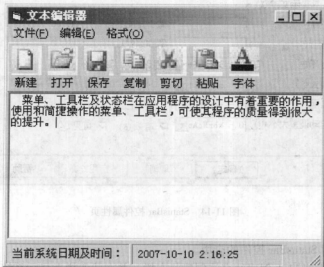 文本编辑器
文件(F) 编辑(E) 格式(O)
新建 打开 保存 复制 剪切 粘贴 字体
菜单、工具栏及状态栏在应用程序的设计中有着重要的作用，
使用和简捷操作的菜单、工具栏，可使其程序的质量得到很大
的提升。
当前系统日期及时间： 2007-10-10 2:16:25